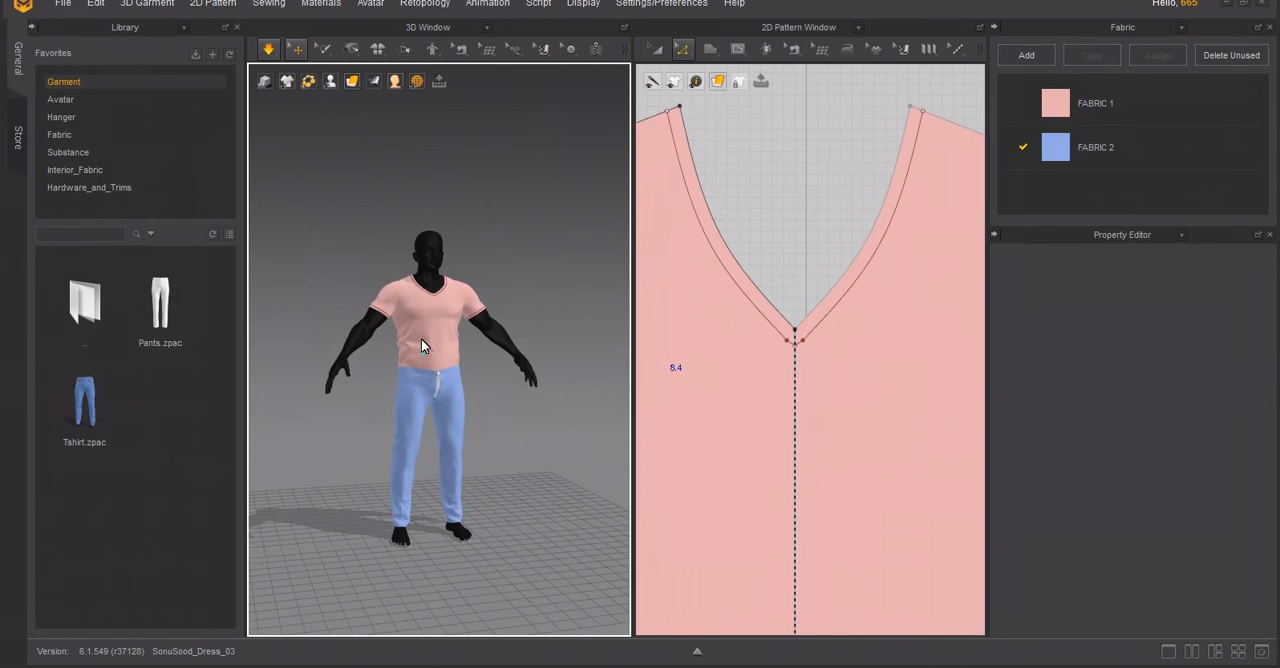 File Edit 3D Garment 2D Pattern Sewing Materials Avatar Retopology Animation Script Display Settings/Preferences Help Hello, 665
Library
3D Window
2D Pattern Window
Fabric
General
Store
Favorites
Garment
Avatar
Hanger
Fabric
Substance
Interior_Fabric
Hardware_and_Trims
..
Pants.zpac
Tshirt.zpac
8.4
Add Copy Assign Delete Unused
FABRIC 1
FABRIC 2
Property Editor
Version: 6.1.549 (r37128) SonuSood_Dress_03